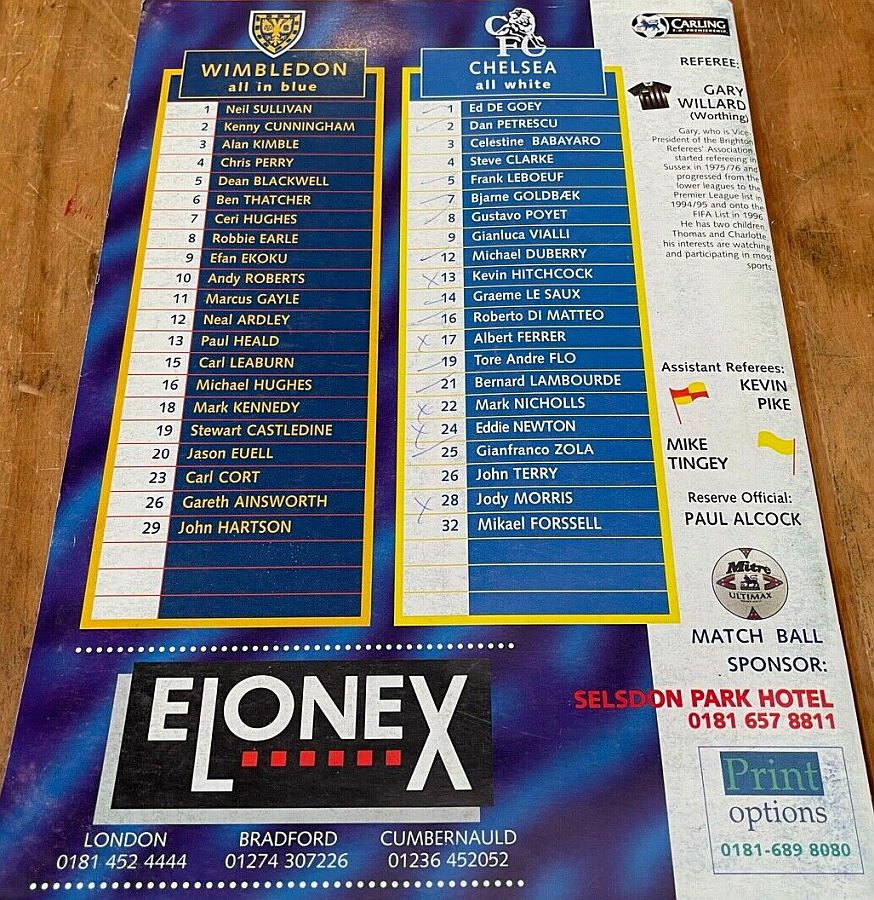 WIMBLEDON
all in blue
1 Neil SULLIVAN
2 Kenny CUNNINGHAM
3 Alan KIMBLE
4 Chris PERRY
5 Dean BLACKWELL
6 Ben THATCHER
7 Ceri HUGHES
8 Robbie EARLE
9 Efan EKOKU
10 Andy ROBERTS
11 Marcus GAYLE
12 Neal ARDLEY
13 Paul HEALD
15 Carl LEABURN
16 Michael HUGHES
18 Mark KENNEDY
19 Stewart CASTLEDINE
20 Jason EUELL
23 Carl CORT
26 Gareth AINSWORTH
29 John HARTSON
CFC
CHELSEA
all white
1 Ed DE GOEY
2 Dan PETRESCU
3 Celestine BABAYARO
4 Steve CLARKE
5 Frank LEBOEUF
7 Bjarne GOLDBÆK
8 Gustavo POYET
9 Gianluca VIALLI
12 Michael DUBERRY
13 Kevin HITCHCOCK
14 Graeme LE SAUX
16 Roberto DI MATTEO
17 Albert FERRER
19 Tore Andre FLO
21 Bernard LAMBOURDE
22 Mark NICHOLLS
24 Eddie NEWTON
25 Gianfranco ZOLA
26 John TERRY
28 Jody MORRIS
32 Mikael FORSSELL
CARLING
F.A. PREMIERSHIP
REFEREE:
GARY
WILLARD
(Worthing)
Gary, who is Vice-
President of the Brighton
Referees' Association
started refereeing in
Sussex in 1975/76 and
progressed from the
lower leagues to the
Premier League list in
1994/95 and onto the
FIFA List in 1996.
He has two children,
Thomas and Charlotte,
his interests are watching
and participating in most
sports.
Assistant Referees:
KEVIN
PIKE
MIKE
TINGEY
Reserve Official:
PAUL ALCOCK
Mitre
ULTIMAX
MATCH BALL
SPONSOR:
SELSDON PARK HOTEL
0181 657 8811
Print
options
0181-689 8080
ELONEX
LONDON
0181 452 4444
BRADFORD
01274 307226
CUMBERNAULD
01236 452052